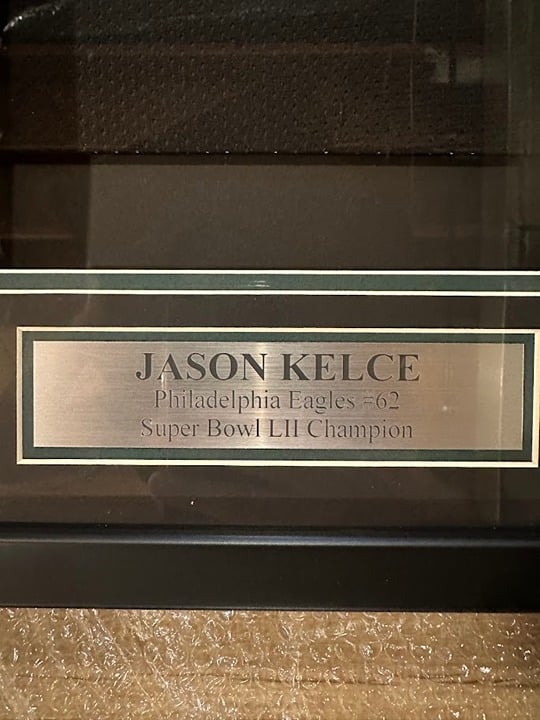 JASON KELCE
Philadelphia Eagles #62
Super Bowl LII Champion